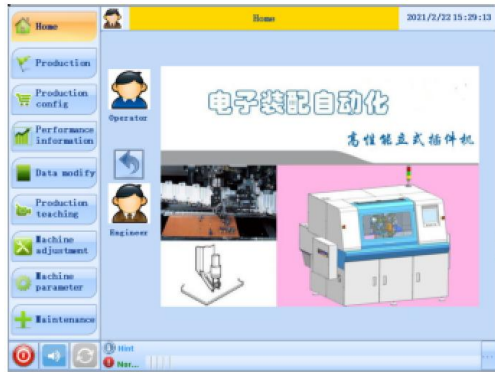 Home
Home
2021/2/22 15:29:13
Production
Production
config
Performance
information
Data modify
Production
teaching
Machine
adjustment
Machine
parameter
Maintenance
Operator
Engineer
电子装配自动化
高性能立式插件机
Hint
Nor...